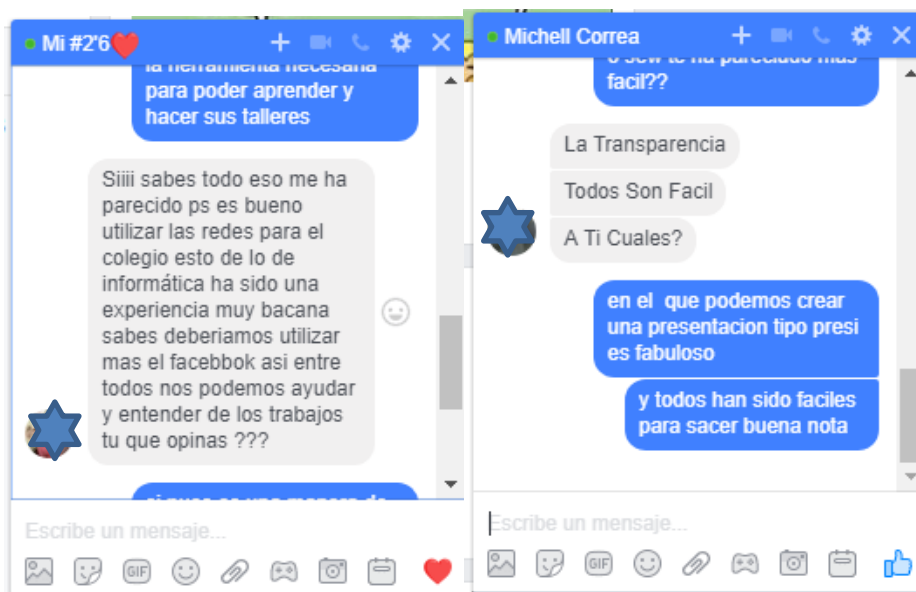 Mi #2'6❤️
la herramienta necesaria
para poder aprender y
hacer sus talleres
Siiii sabes todo eso me ha
parecido ps es bueno
utilizar las redes para el
colegio esto de lo de
informática ha sido una
experiencia muy bacana
sabes deberiamos utilizar
mas el facebbok asi entre
todos nos podemos ayudar
y entender de los trabajos
tu que opinas ???
Escribe un mensaje...
GIF
Michell Correa
facil??
La Transparencia
Todos Son Facil
A Ti Cuales?
en el que podemos crear
una presentacion tipo presi
es fabuloso
y todos han sido faciles
para sacer buena nota
Escribe un mensaje...
GIF